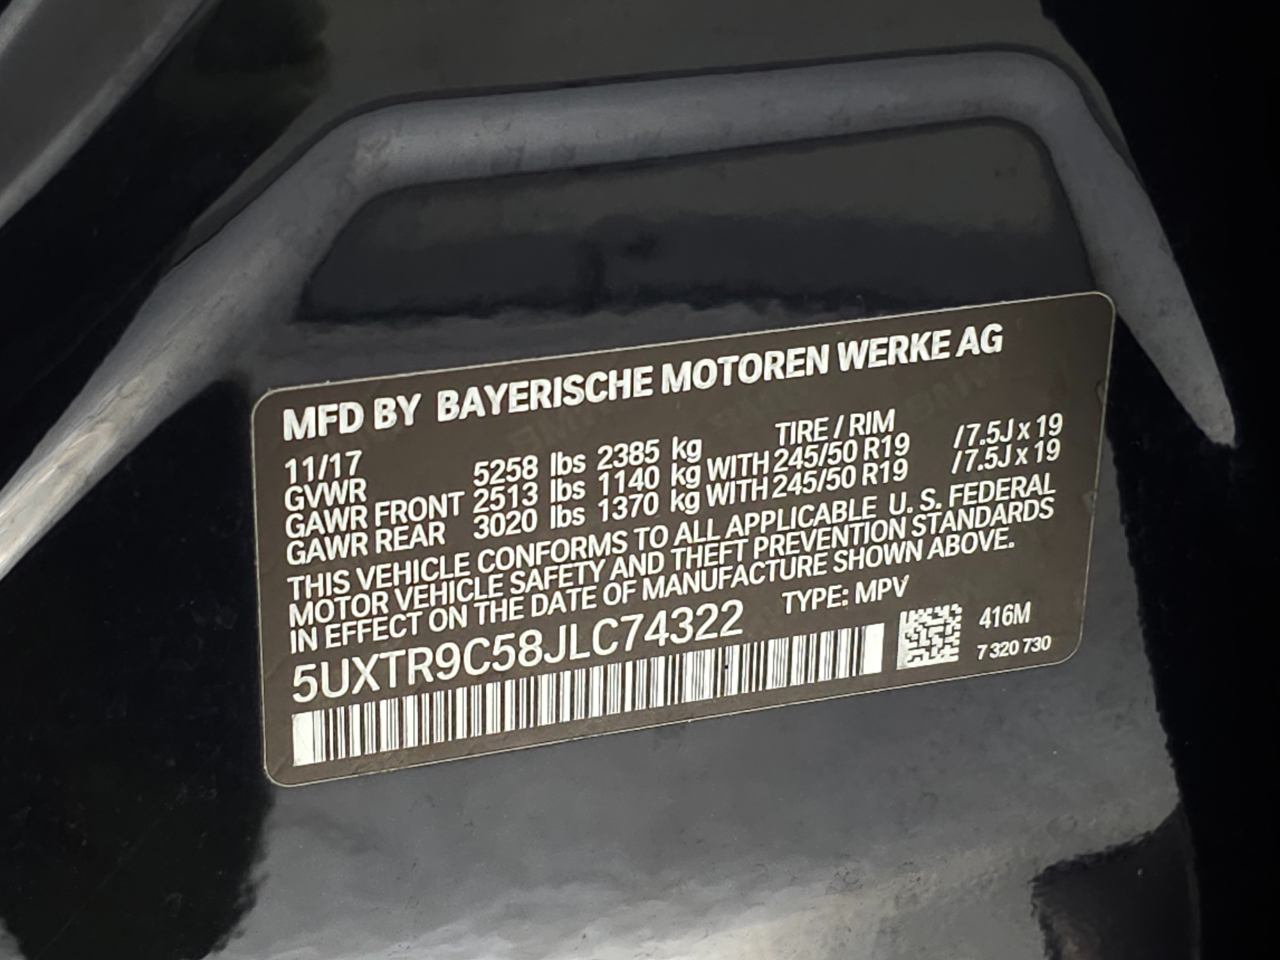 MFD BY BAYERISCHE MOTOREN WERKE AG
11/17 TIRE / RIM
GVWR 5258 lbs 2385 kg
GAWR FRONT 2513 lbs 1140 kg WITH 245/50 R19 /7.5J x 19
GAWR REAR 3020 lbs 1370 kg WITH 245/50 R19 /7.5J x 19
THIS VEHICLE CONFORMS TO ALL APPLICABLE U. S. FEDERAL
MOTOR VEHICLE SAFETY AND THEFT PREVENTION STANDARDS
IN EFFECT ON THE DATE OF MANUFACTURE SHOWN ABOVE.
5UXTR9C58JLC74322 TYPE: MPV
416M
7 320 730